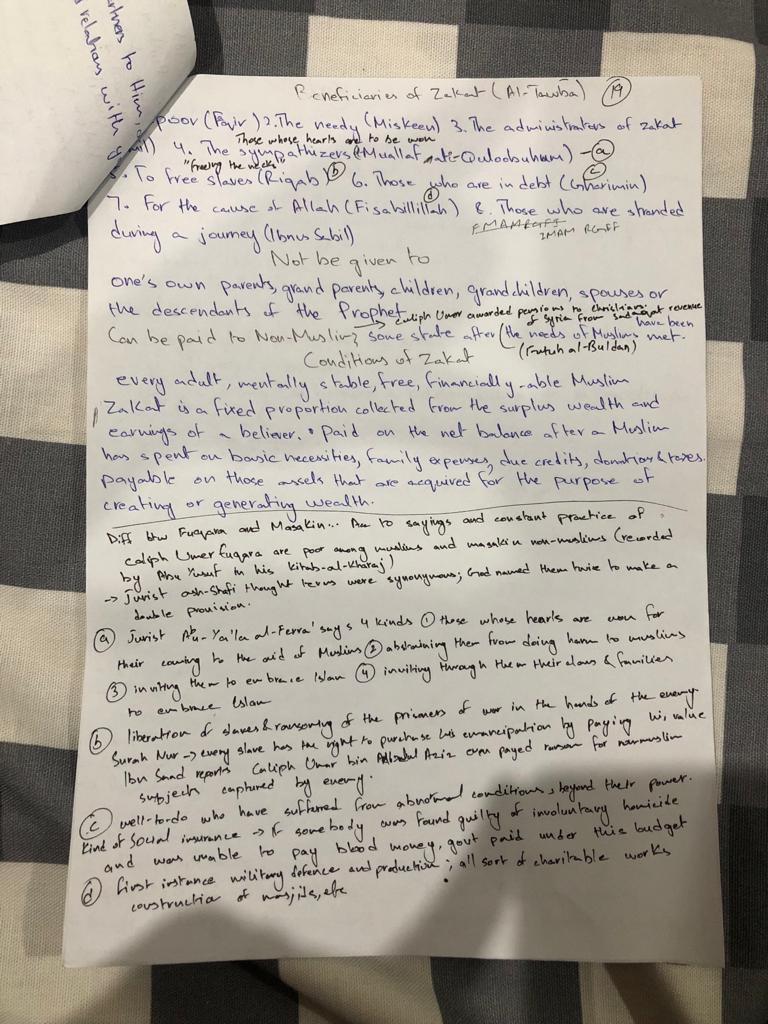 rtners to Him,
relations with y
Beneficiaries of Zakat (Al-Tawba) 19
poor (Faqir) 2. The needy (Miskeen) 3. The administrators of zakat
Those whose hearts are to be won
4. The sympathizers (Muallafati-Quloobuhum) - a
"freeing the necks"
To free slaves (Riqab) b 6. Those who are in debt (Gharimin) c
7. For the cause of Allah (Fisabillillah) d 8. Those who are stranded
during a journey (Ibnus Sabil) IMAM RGFF
Not be given to
one's own parents, grand parents, children, grandchildren, spouses or
the descendants of the Prophet.
→ Caliph Umer awarded pensions to christians
of Syria from sadaqat revenue
Can be paid to Non-Muslim; some state after (the needs of Muslims have been met.
(Futuh al-Buldan)
Conditions of Zakat
every adult, mentally stable, free, financially-able Muslim
Zakat is a fixed proportion collected from the surplus wealth and
earnings of a believer. • Paid on the net balance after a Muslim
has spent on basic necessities, family expenses, due credits, donations & taxes.
payable on those assets that are acquired for the purpose of
creating or generating wealth.
Diff btw Fuqara and Masakin... Acc to sayings and constant practice of
caliph Umer fuqara are poor among muslims and masakin non-muslims (recorded
by Abu Yusuf in his kitab-al-kharaj)
→ Jurist ash-Shafi thought terms were synonymous; God named them twice to make a
double provision.
a Jurist Abu-Ya'la al-Ferra' says 4 kinds 1 those whose hearts are won for
their coming to the aid of Muslims 2 abstaining them from doing harm to muslims
3 inviting them to embrace Islam 4 inviting through them their clans & families
to embrace Islam
b liberation of slaves & ransoming of the prisoners of war in the hands of the enemy.
Surah Nur → every slave has the right to purchase his emancipation by paying his value
Ibn Saad reports Caliph Umar bin Abdul Aziz even payed ransom for nonmuslim
subjects captured by enemy.
c well-to-do who have suffered from abnormal conditions, beyond their power.
Kind of Social insurance → If somebody was found guilty of involuntary homicide
and was unable to pay blood money, govt paid under this budget
d first instance military defence and production; all sort of charitable works
construction of masjids, etc